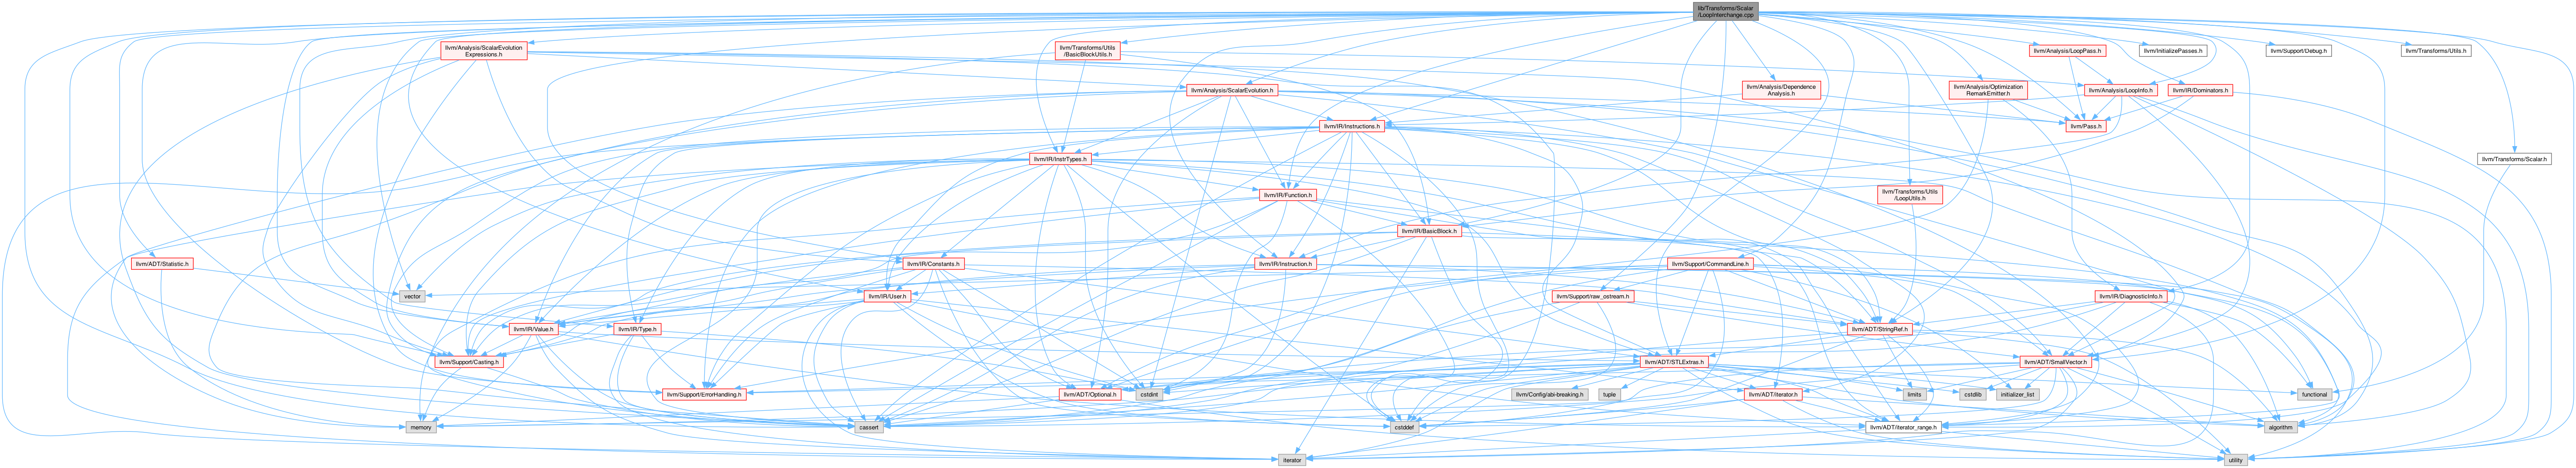 lib/Transforms/Scalar
/LoopInterchange.cpp
llvm/Analysis/ScalarEvolution
Expressions.h
llvm/Transforms/Utils
/BasicBlockUtils.h
llvm/Analysis/LoopPass.h
llvm/InitializePasses.h
llvm/Support/Debug.h
llvm/Transforms/Utils.h
llvm/Analysis/ScalarEvolution.h
llvm/Analysis/Dependence
Analysis.h
llvm/Analysis/Optimization
RemarkEmitter.h
llvm/Analysis/LoopInfo.h
llvm/IR/Dominators.h
llvm/IR/Instructions.h
llvm/Pass.h
llvm/IR/InstrTypes.h
llvm/Transforms/Scalar.h
llvm/IR/Function.h
llvm/Transforms/Utils
/LoopUtils.h
llvm/IR/BasicBlock.h
llvm/ADT/Statistic.h
llvm/IR/Constants.h
llvm/IR/Instruction.h
llvm/Support/CommandLine.h
vector
llvm/IR/User.h
llvm/Support/raw_ostream.h
llvm/IR/DiagnosticInfo.h
llvm/IR/Value.h
llvm/IR/Type.h
llvm/ADT/StringRef.h
llvm/Support/Casting.h
llvm/ADT/STLExtras.h
llvm/ADT/SmallVector.h
llvm/Support/ErrorHandling.h
llvm/ADT/Optional.h
cstdint
llvm/Config/abi-breaking.h
tuple
llvm/ADT/iterator.h
limits
cstdlib
initializer_list
functional
memory
cassert
cstddef
llvm/ADT/iterator_range.h
algorithm
iterator
utility